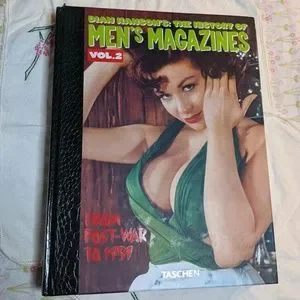 DIAN HANSON'S: THE HISTORY OF
MEN'S MAGAZINES
VOL.2
FROM
POST-WAR
TO 1959
TASCHEN